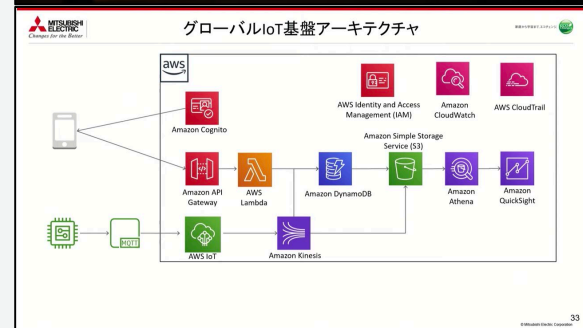 MITSUBISHI
ELECTRIC
Changes for the Better
グローバルIoT基盤アーキテクチャ
aws
Amazon Cognito
AWS Identity and Access
Management (IAM)
Amazon
CloudWatch
AWS CloudTrail
Amazon Simple Storage
Service (S3)
Amazon API
Gateway
AWS
Lambda
Amazon DynamoDB
Amazon
Athena
Amazon
QuickSight
MQTT
AWS IoT
Amazon Kinesis
33
© Mitsubishi Electric Corporation